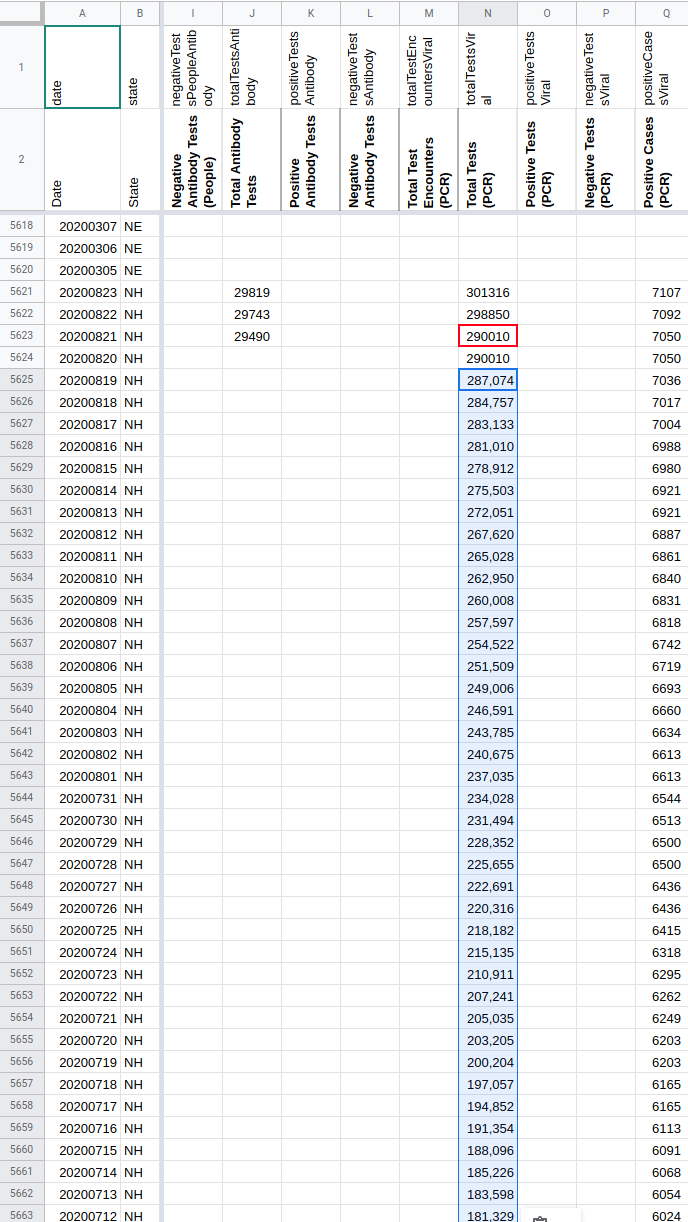 A B I J K L M N O P Q
1 date state negativeTestsPeopleAntibody totalTestsAntibody positiveTestsAntibody negativeTestsAntibody totalTestEncountersViral totalTestsViral positiveTestsViral negativeTestsViral positiveCasesViral
2 Date State Negative Antibody Tests (People) Total Antibody Tests Positive Antibody Tests Negative Antibody Tests Total Test Encounters (PCR) Total Tests (PCR) Positive Tests (PCR) Negative Tests (PCR) Positive Cases (PCR)
5618 20200307 NE
5619 20200306 NE
5620 20200305 NE
5621 20200823 NH 29819 301316 7107
5622 20200822 NH 29743 298850 7092
5623 20200821 NH 29490 290010 7050
5624 20200820 NH 290010 7050
5625 20200819 NH 287,074 7036
5626 20200818 NH 284,757 7017
5627 20200817 NH 283,133 7004
5628 20200816 NH 281,010 6988
5629 20200815 NH 278,912 6980
5630 20200814 NH 275,503 6921
5631 20200813 NH 272,051 6921
5632 20200812 NH 267,620 6887
5633 20200811 NH 265,028 6861
5634 20200810 NH 262,950 6840
5635 20200809 NH 260,008 6831
5636 20200808 NH 257,597 6818
5637 20200807 NH 254,522 6742
5638 20200806 NH 251,509 6719
5639 20200805 NH 249,006 6693
5640 20200804 NH 246,591 6660
5641 20200803 NH 243,785 6634
5642 20200802 NH 240,675 6613
5643 20200801 NH 237,035 6613
5644 20200731 NH 234,028 6544
5645 20200730 NH 231,494 6513
5646 20200729 NH 228,352 6500
5647 20200728 NH 225,655 6500
5648 20200727 NH 222,691 6436
5649 20200726 NH 220,316 6436
5650 20200725 NH 218,182 6415
5651 20200724 NH 215,135 6318
5652 20200723 NH 210,911 6295
5653 20200722 NH 207,241 6262
5654 20200721 NH 205,035 6249
5655 20200720 NH 203,205 6203
5656 20200719 NH 200,204 6203
5657 20200718 NH 197,057 6165
5658 20200717 NH 194,852 6165
5659 20200716 NH 191,354 6113
5660 20200715 NH 188,096 6091
5661 20200714 NH 185,226 6068
5662 20200713 NH 183,598 6054
5663 20200712 NH 181,329 6024